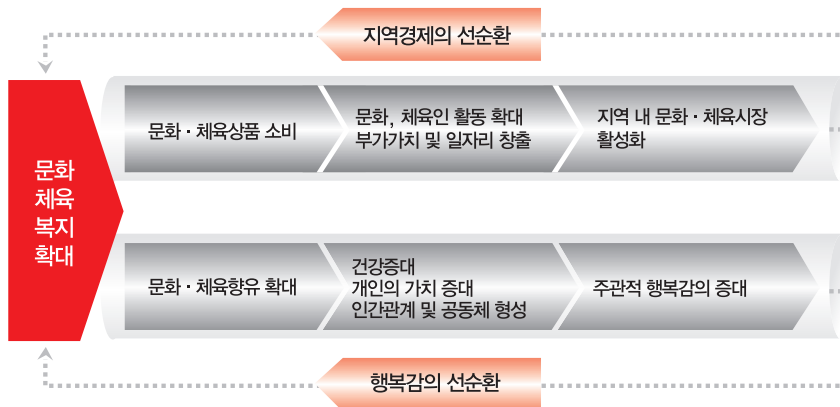 지역경제의 선순환
문화
체육
복지
확대
문화·체육상품 소비
문화, 체육인 활동 확대
부가가치 및 일자리 창출
지역 내 문화·체육시장
활성화
문화·체육향유 확대
건강증대
개인의 가치 증대
인간관계 및 공동체 형성
주관적 행복감의 증대
행복감의 선순환